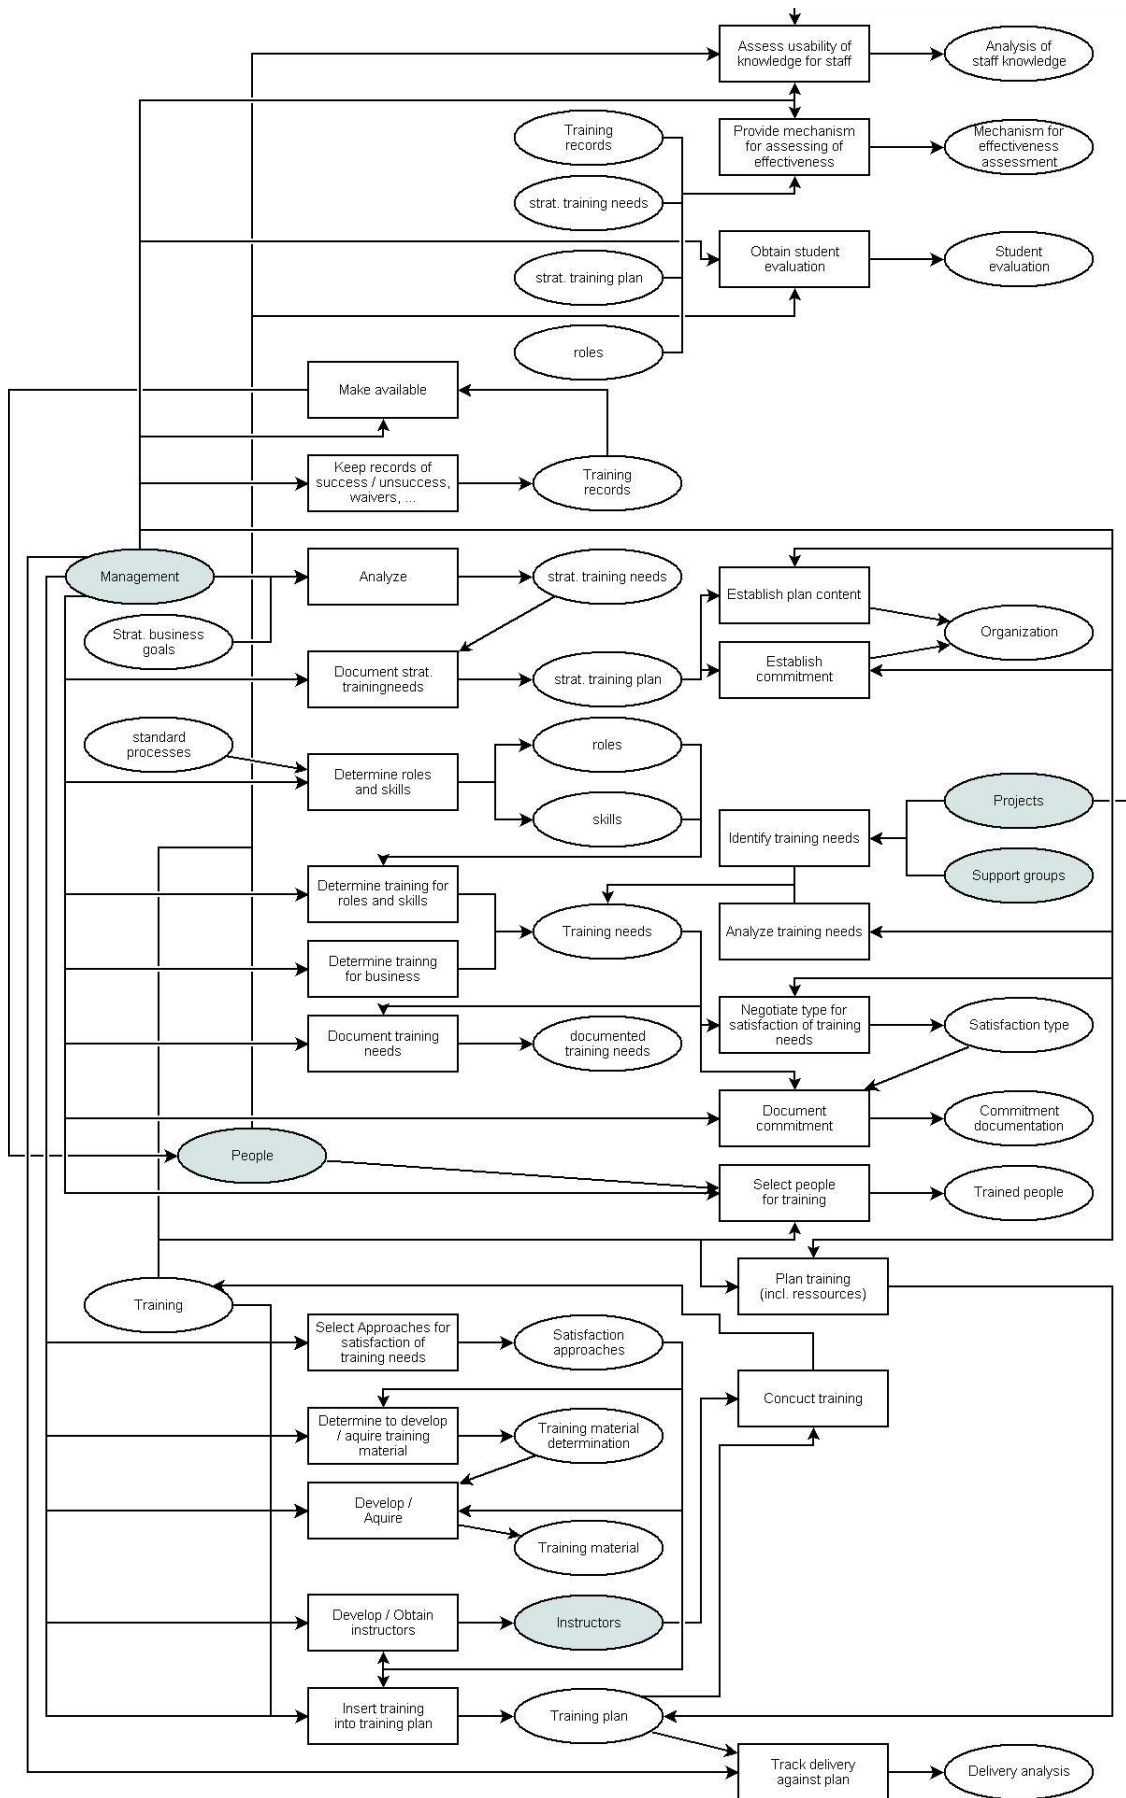 Assess usability of
knowledge for staff
Analysis of
staff knowledge
Training
records
Provide mechanism
for assessing of
effectiveness
Mechanism for
effectiveness
assessment
strat. training needs
Obtain student
evaluation
Student
evaluation
strat. training plan
roles
Make available
Keep records of
success / unsuccess,
waivers, ...
Training
records
Management
Analyze
strat. training needs
Establish plan content
Strat. business
goals
Organization
Document strat.
trainingneeds
strat. training plan
Establish
commitment
standard
processes
roles
Determine roles
and skills
Projects
skills
Identify training needs
Support groups
Determine training for
roles and skills
Training needs
Analyze training needs
Determine trainng
for business
Negotiate type for
satisfaction of training
needs
Satisfaction type
Document training
needs
documented
training needs
Document
commitment
Commitment
documentation
People
Select people
for training
Trained people
Plan training
(incl. ressources)
Training
Select Approaches for
satisfaction of
training needs
Satisfaction
approaches
Concuct training
Determine to develop
/ aquire training
material
Training material
determination
Develop /
Aquire
Training material
Develop / Obtain
instructors
Instructors
Insert training
into training plan
Training plan
Track delivery
against plan
Delivery analysis